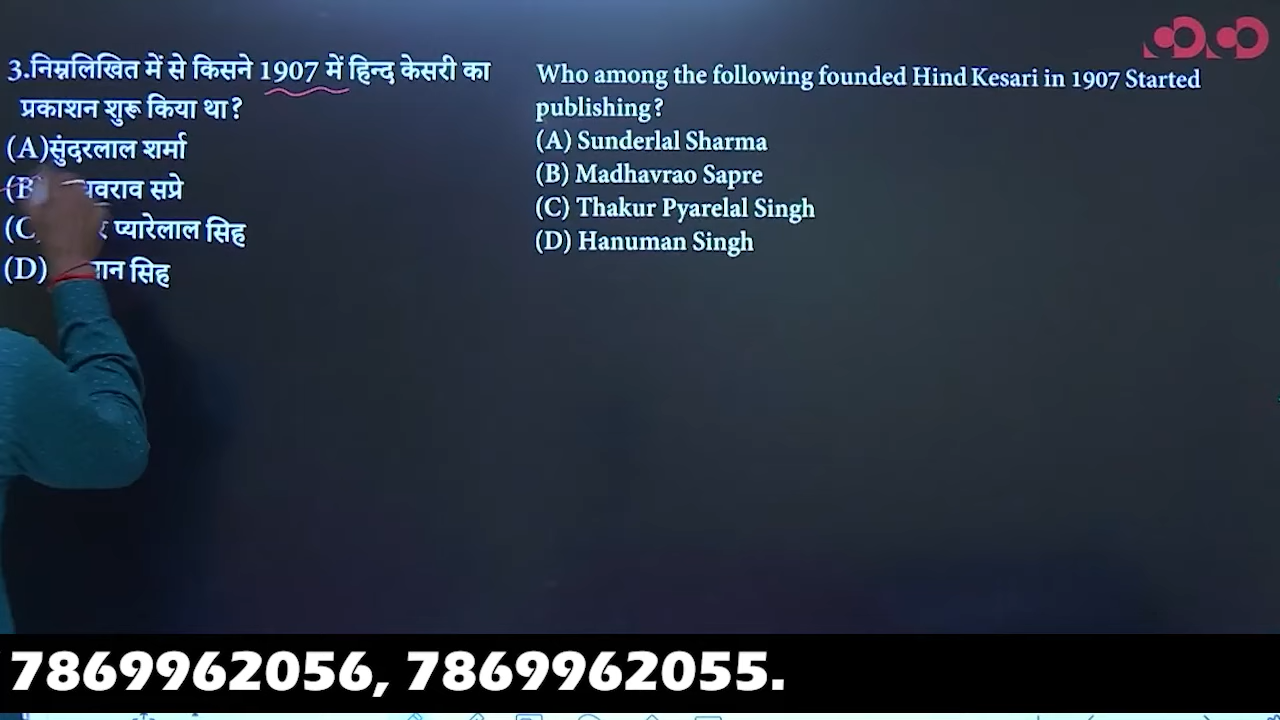 3.निम्नलिखित में से किसने 1907 में हिन्द केसरी का
प्रकाशन शुरू किया था?
(A)सुंदरलाल शर्मा
(B) सप्रे
(C) प्यारेलाल सिह
(D) सिह
Who among the following founded Hind Kesari in 1907 Started
publishing?
(A) Sunderlal Sharma
(B) Madhavrao Sapre
(C) Thakur Pyarelal Singh
(D) Hanuman Singh
7869962056, 7869962055.